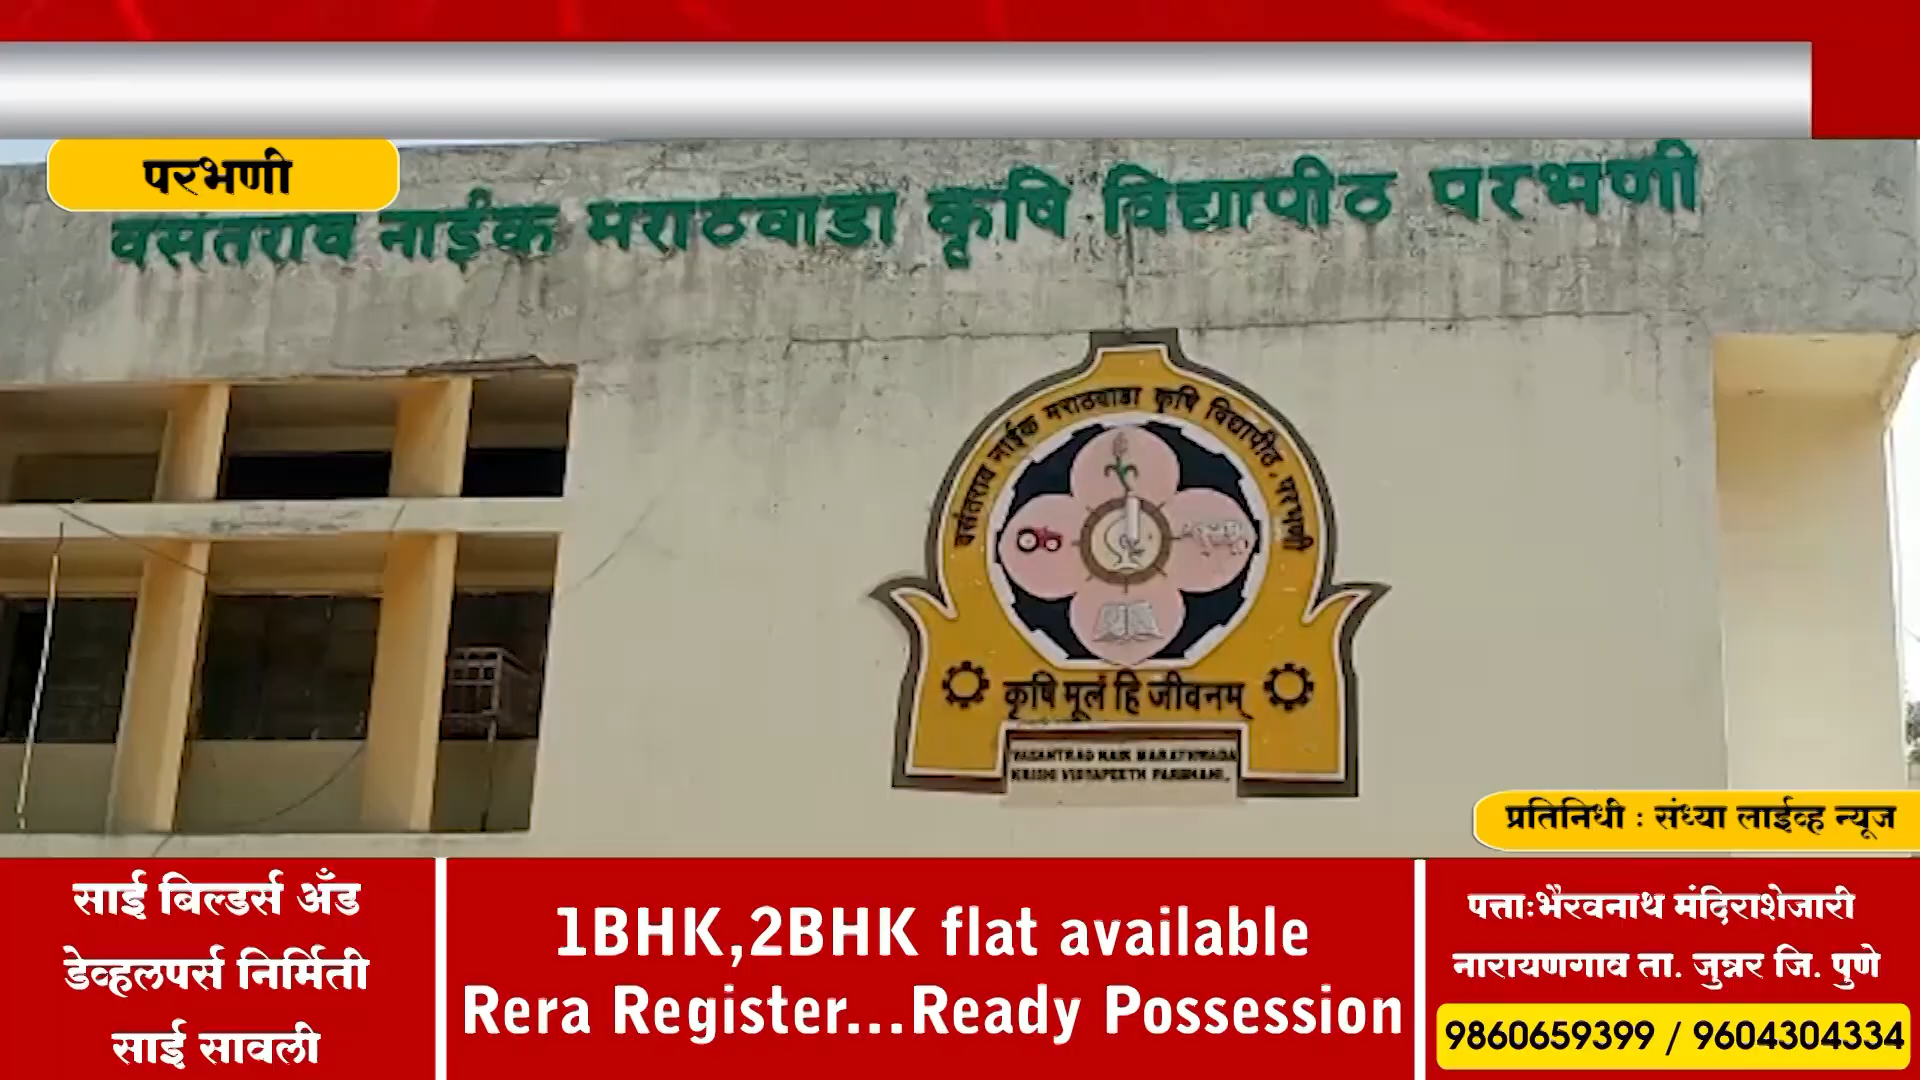 परभणी
वसंतराव नाईक मराठवाडा कृषि विद्यापीठ परभणी
वसंतराव नाईक मराठवाडा कृषि विद्यापीठ, परभणी
कृषि मूलं हि जीवनम्
VASANTRAO NAIK MARATHWADA
KRISHI VIDYAPEETH PARBHANI.
प्रतिनिधी : संध्या लाईव्ह न्यूज
साई बिल्डर्स अँड
डेव्हलपर्स निर्मिती
साई सावली
1BHK,2BHK flat available
Rera Register...Ready Possession
पत्ताःभैरवनाथ मंदिराशेजारी
नारायणगाव ता. जुन्नर जि. पुणे
9860659399 / 9604304334